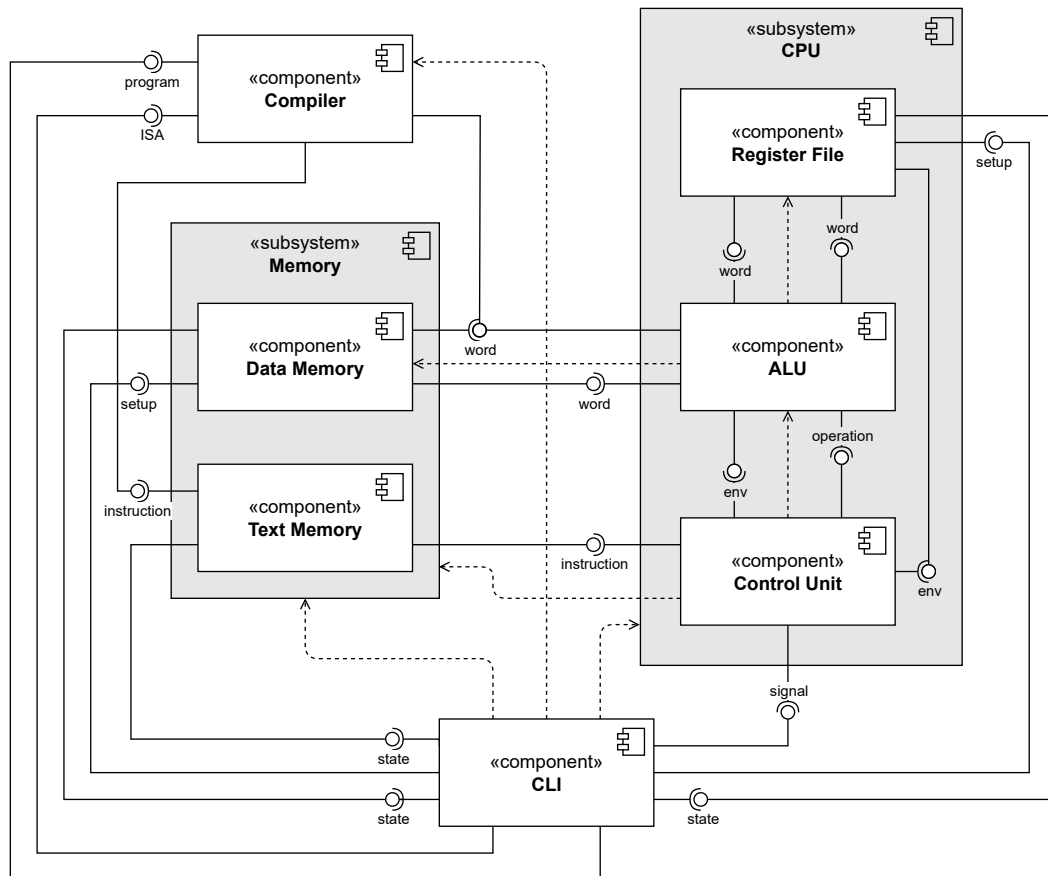 «subsystem»
CPU
«component»
Compiler
program
ISA
«component»
Register File
setup
word
word
«subsystem»
Memory
«component»
Data Memory
setup
word
word
«component»
ALU
operation
env
«component»
Text Memory
instruction
instruction
«component»
Control Unit
env
signal
«component»
CLI
state
state
state